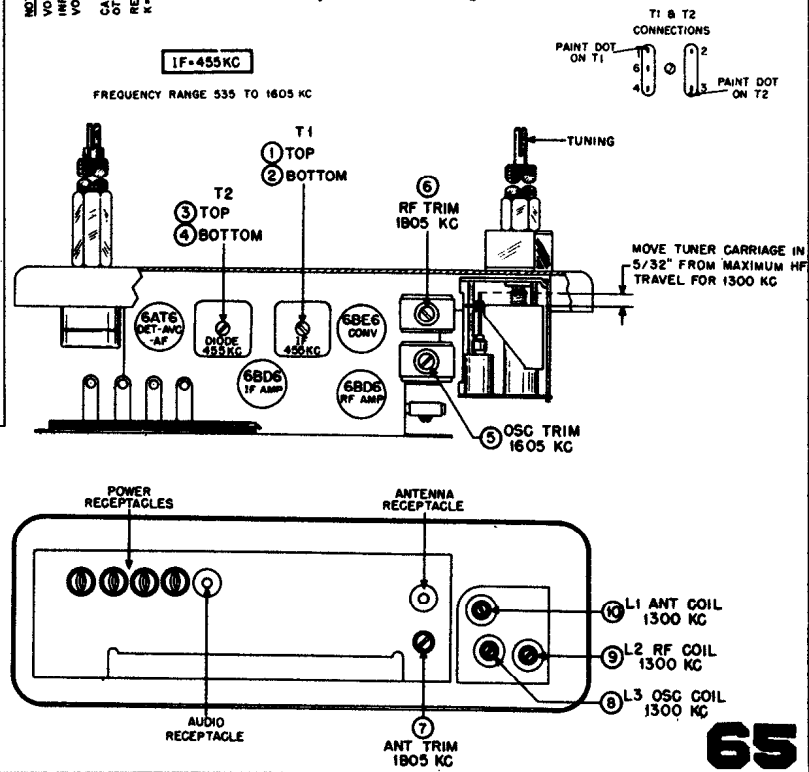 T1 & T2
CONNECTIONS
PAINT DOT
ON T1
2
6
4
3
PAINT DOT
ON T2
IF=455KC
FREQUENCY RANGE 535 TO 1605 KC
T1
1 TOP
2 BOTTOM
T2
3 TOP
4 BOTTOM
6
RF TRIM
1805 KC
TUNING
MOVE TUNER CARRIAGE IN
5/32" FROM MAXIMUM HF
TRAVEL FOR 1300 KC
6AT6
DET-AVC
-AF
DIODE
455KC
IF
455KC
6BE6
CONV
6BD6
IF AMP
6BD6
RF AMP
5 OSC TRIM
1605 KC
POWER
RECEPTACLES
ANTENNA
RECEPTACLE
10 L1 ANT COIL
1300 KC
9 L2 RF COIL
1300 KC
8 L3 OSC COIL
1300 KC
AUDIO
RECEPTACLE
7
ANT TRIM
1805 KC
65